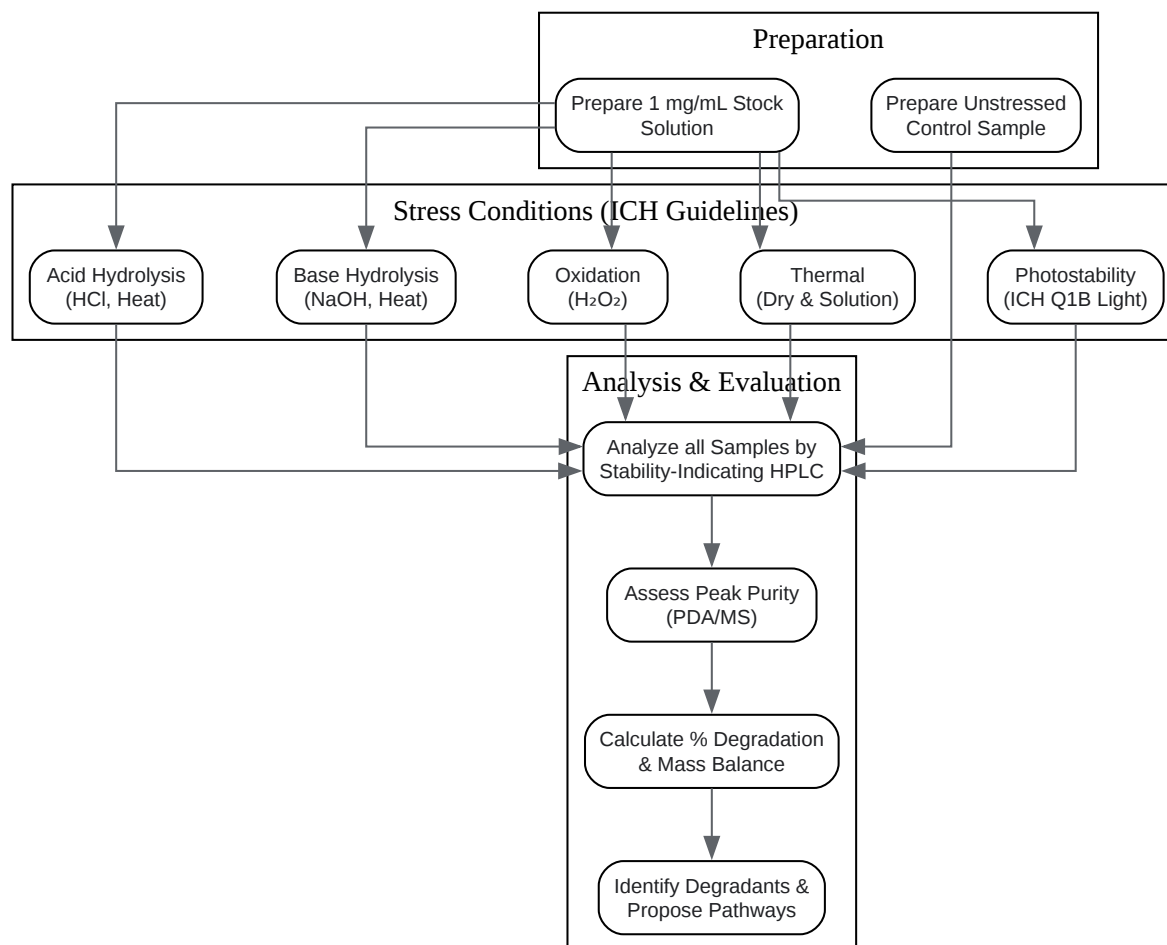 Preparation
Prepare 1 mg/mL Stock
Solution
Prepare Unstressed
Control Sample
Stress Conditions (ICH Guidelines)
Acid Hydrolysis
(HCl, Heat)
Base Hydrolysis
(NaOH, Heat)
Oxidation
(H₂O₂)
Thermal
(Dry & Solution)
Photostability
(ICH Q1B Light)
Analysis & Evaluation
Analyze all Samples by
Stability-Indicating HPLC
Assess Peak Purity
(PDA/MS)
Calculate % Degradation
& Mass Balance
Identify Degradants &
Propose Pathways